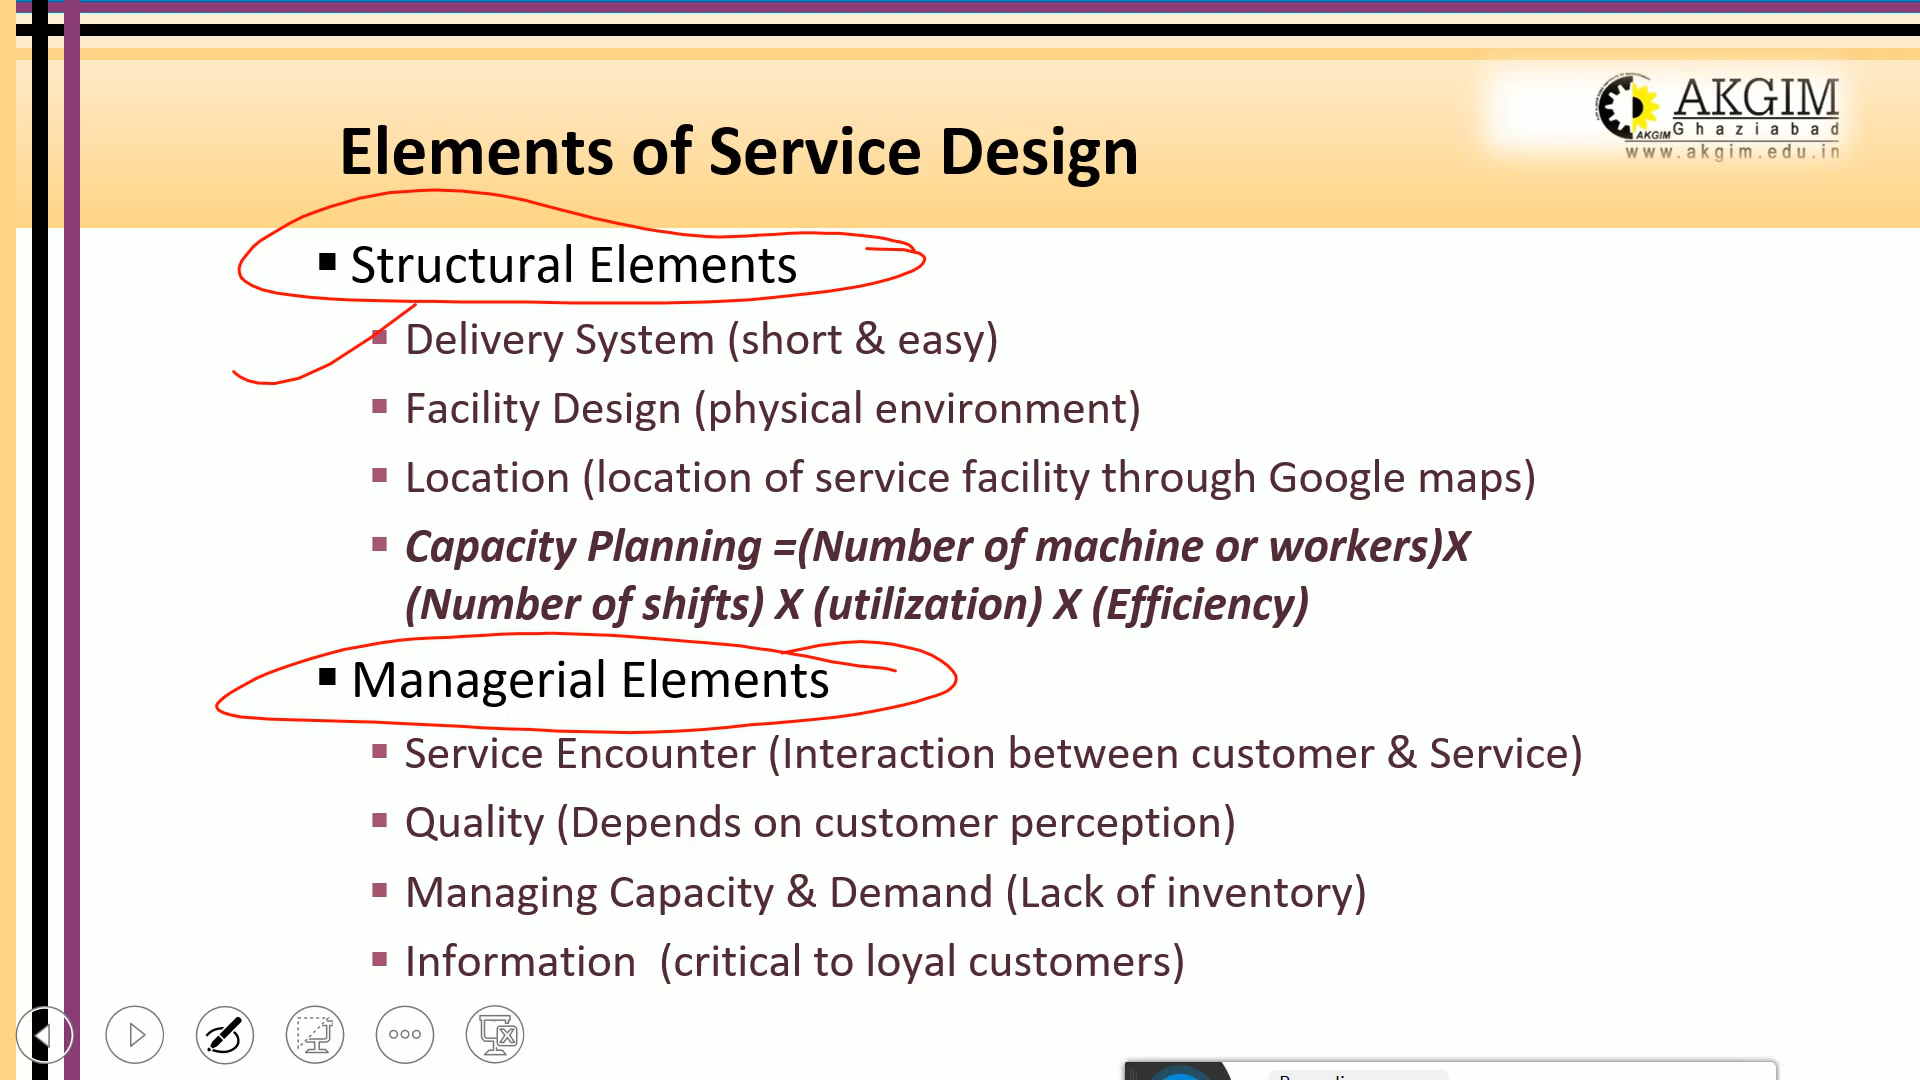 AKGIM
Ghaziabad
AKGIM
www.akgim.edu.in
Elements of Service Design
▪ Structural Elements
▪ Delivery System (short & easy)
▪ Facility Design (physical environment)
▪ Location (location of service facility through Google maps)
▪ Capacity Planning =(Number of machine or workers)X
(Number of shifts) X (utilization) X (Efficiency)
▪ Managerial Elements
▪ Service Encounter (Interaction between customer & Service)
▪ Quality (Depends on customer perception)
▪ Managing Capacity & Demand (Lack of inventory)
▪ Information (critical to loyal customers)